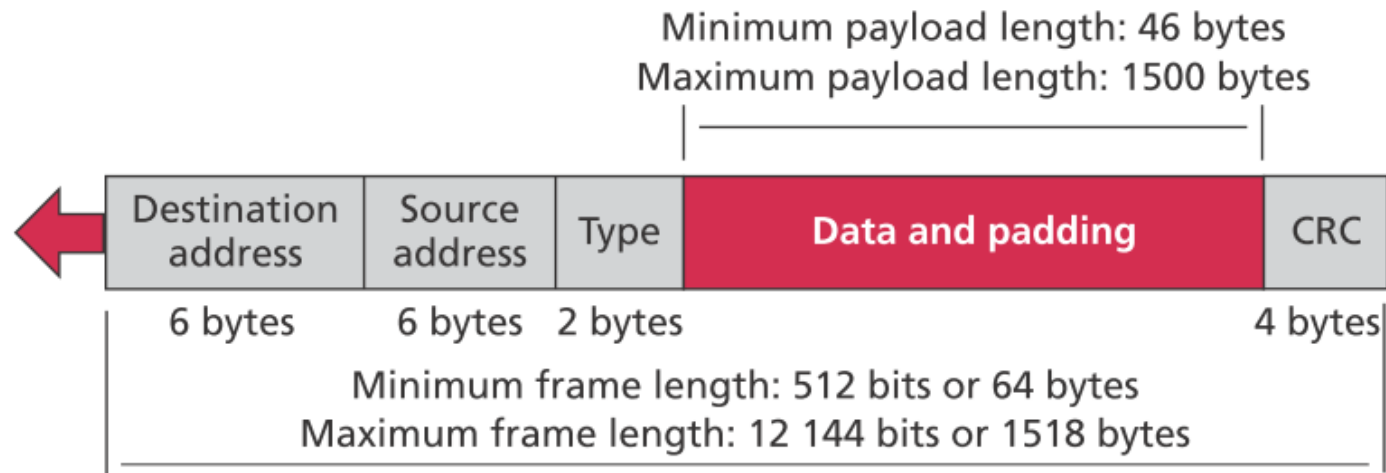 Minimum payload length: 46 bytes
Maximum payload length: 1500 bytes
Destination address
Source address
Type
Data and padding
CRC
6 bytes
6 bytes
2 bytes
4 bytes
Minimum frame length: 512 bits or 64 bytes
Maximum frame length: 12 144 bits or 1518 bytes